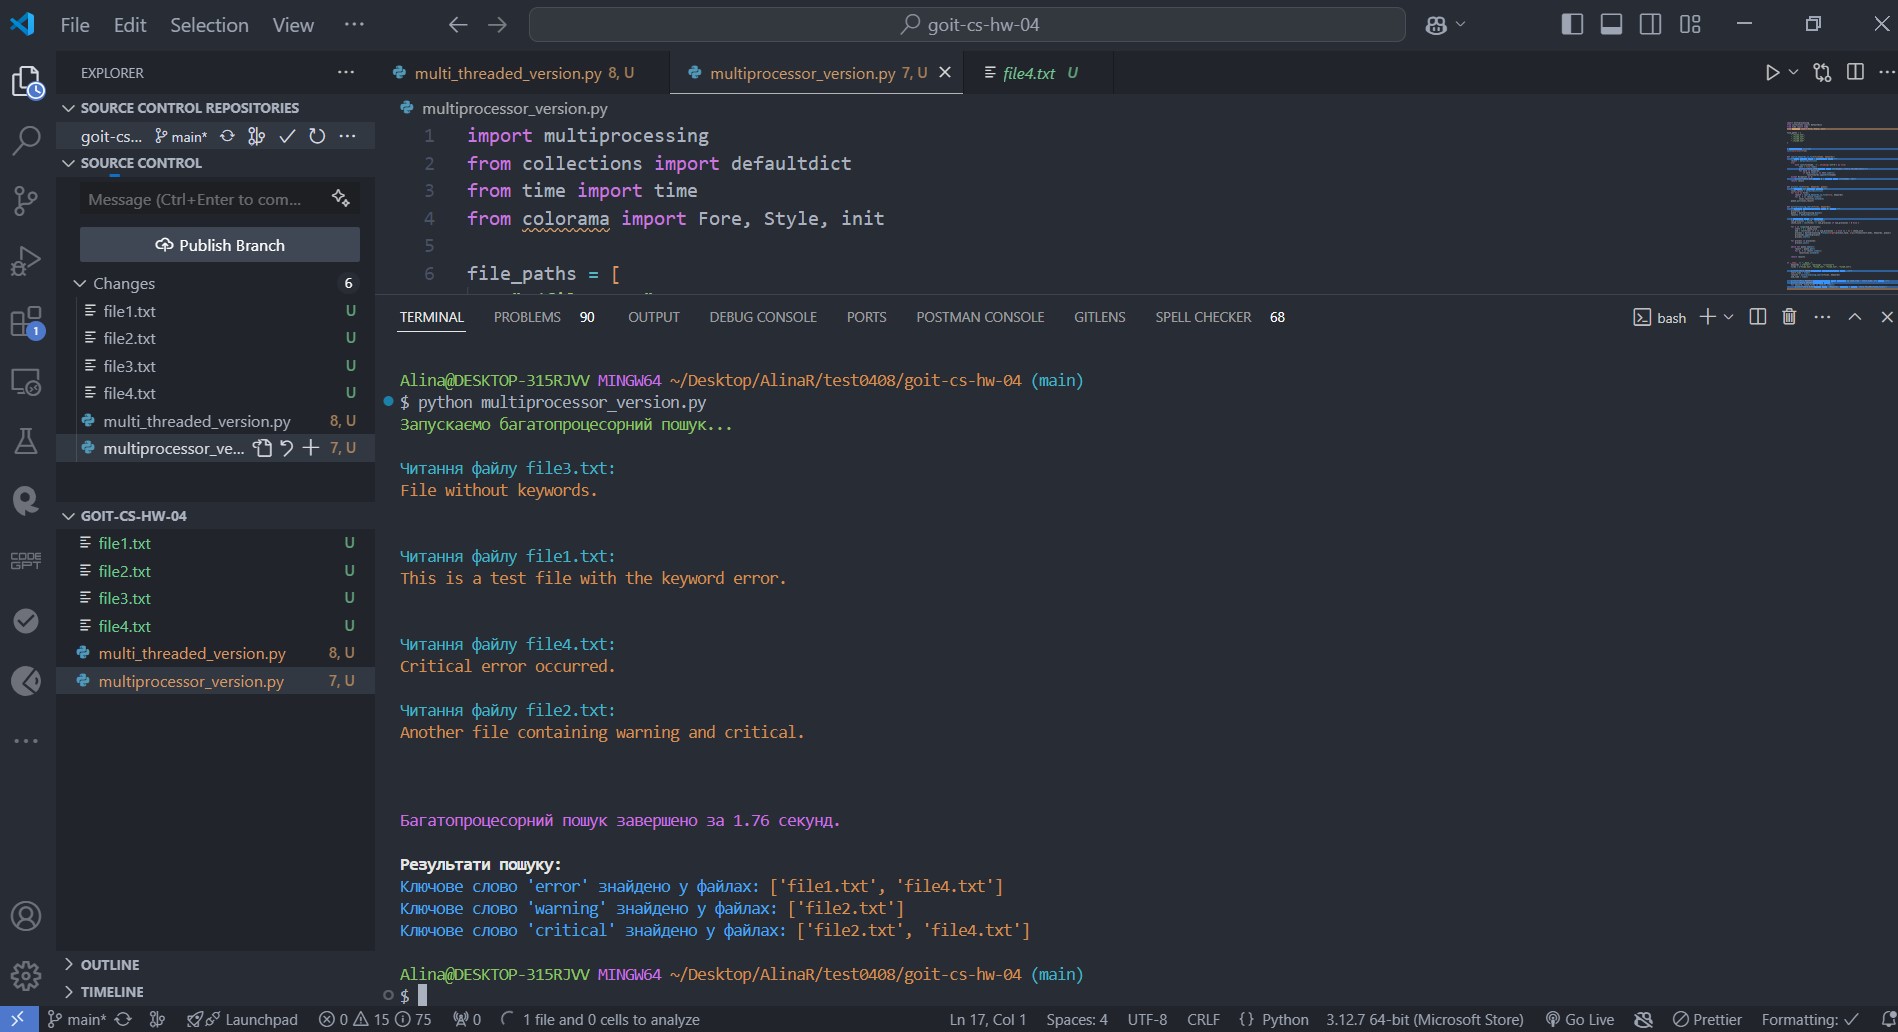 File Edit Selection View ···
goit-cs-hw-04
EXPLORER
SOURCE CONTROL REPOSITORIES
goit-cs... main*
SOURCE CONTROL
Message (Ctrl+Enter to com...
Publish Branch
Changes 6
file1.txt U
file2.txt U
file3.txt U
file4.txt U
multi_threaded_version.py 8, U
multiprocessor_ve... 7, U
GOIT-CS-HW-04
file1.txt U
file2.txt U
file3.txt U
file4.txt U
multi_threaded_version.py 8, U
multiprocessor_version.py 7, U
OUTLINE
TIMELINE
1
CODE
GPT
multi_threaded_version.py 8, U multiprocessor_version.py 7, U file4.txt U
multiprocessor_version.py
1 import multiprocessing
2 from collections import defaultdict
3 from time import time
4 from colorama import Fore, Style, init
5
6 file_paths = [
TERMINAL PROBLEMS 90 OUTPUT DEBUG CONSOLE PORTS POSTMAN CONSOLE GITLENS SPELL CHECKER 68 bash
Alina@DESKTOP-315RJVV MINGW64 ~/Desktop/AlinaR/test0408/goit-cs-hw-04 (main)
$ python multiprocessor_version.py
Запускаємо багатопроцесорний пошук...
Читання файлу file3.txt:
File without keywords.
Читання файлу file1.txt:
This is a test file with the keyword error.
Читання файлу file4.txt:
Critical error occurred.
Читання файлу file2.txt:
Another file containing warning and critical.
Багатопроцесорний пошук завершено за 1.76 секунд.
Результати пошуку:
Ключове слово 'error' знайдено у файлах: ['file1.txt', 'file4.txt']
Ключове слово 'warning' знайдено у файлах: ['file2.txt']
Ключове слово 'critical' знайдено у файлах: ['file2.txt', 'file4.txt']
Alina@DESKTOP-315RJVV MINGW64 ~/Desktop/AlinaR/test0408/goit-cs-hw-04 (main)
$
main* Launchpad 0 15 75 0 1 file and 0 cells to analyze Ln 17, Col 1 Spaces: 4 UTF-8 CRLF {} Python 3.12.7 64-bit (Microsoft Store) Go Live Prettier Formatting: ✓